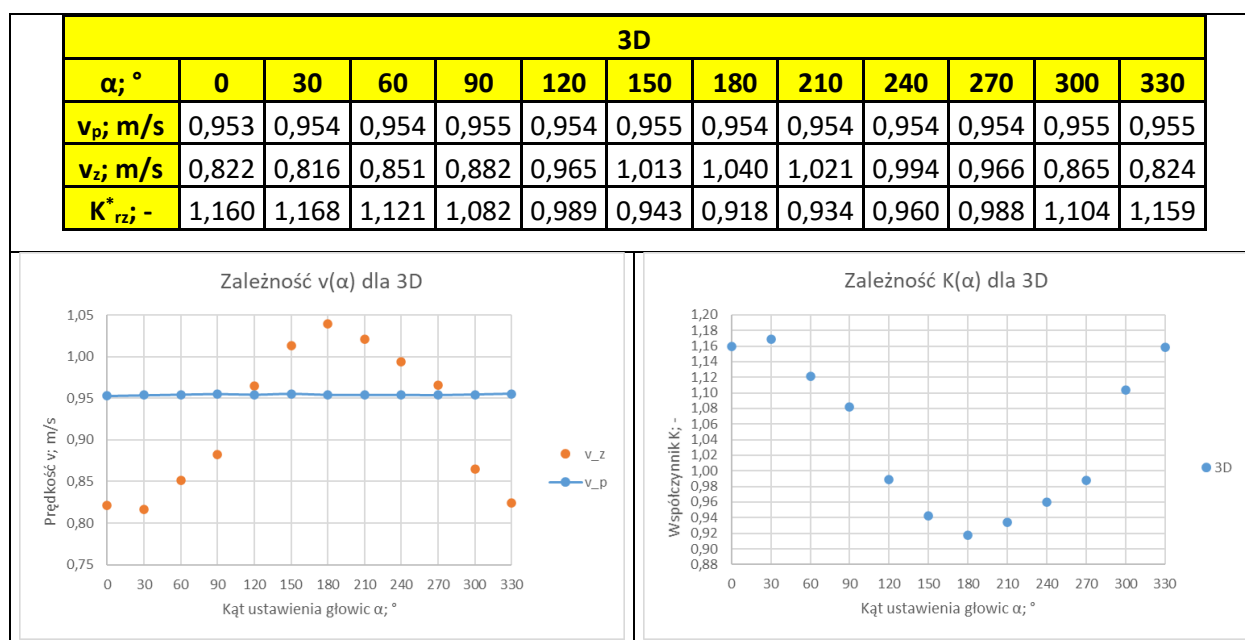 3D
α; ° 0 30 60 90 120 150 180 210 240 270 300 330
vp; m/s 0,953 0,954 0,954 0,955 0,954 0,955 0,954 0,954 0,954 0,954 0,955 0,955
vz; m/s 0,822 0,816 0,851 0,882 0,965 1,013 1,040 1,021 0,994 0,966 0,865 0,824
K*rz; - 1,160 1,168 1,121 1,082 0,989 0,943 0,918 0,934 0,960 0,988 1,104 1,159
Zależność v(α) dla 3D
Prędkość v; m/s
1,05
1,00
0,95
0,90
0,85
0,80
0,75
0 30 60 90 120 150 180 210 240 270 300 330
Kąt ustawienia głowic α; °
v_z
v_p
Zależność K(α) dla 3D
Współczynnik K; -
1,20
1,18
1,16
1,14
1,12
1,10
1,08
1,06
1,04
1,02
1,00
0,98
0,96
0,94
0,92
0,90
0,88
0 30 60 90 120 150 180 210 240 270 300 330
Kąt ustawienia głowic α; °
3D